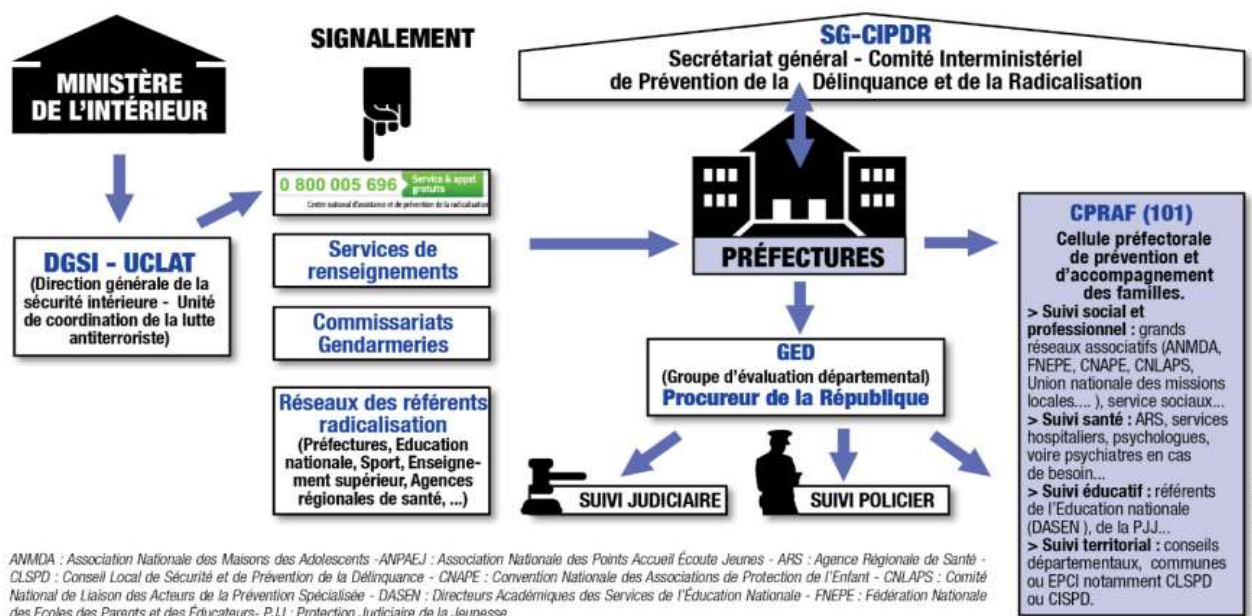 MINISTÈRE
DE L'INTÉRIEUR
DGSI - UCLAT
(Direction générale de la
sécurité intérieure - Unité
de coordination de la lutte
antiterroriste)
SIGNALEMENT
0 800 005 696 Service & appel
gratuits
Centre national d'assistance et de prévention de la radicalisation
Services de
renseignements
Commissariats
Gendarmeries
Réseaux des référents
radicalisation
(Préfectures, Education
nationale, Sport, Enseigne-
ment supérieur, Agences
régionales de santé, ...)
SG-CIPDR
Secrétariat général - Comité Interministériel
de Prévention de la Délinquance et de la Radicalisation
PRÉFECTURES
GED
(Groupe d'évaluation départemental)
Procureur de la République
SUIVI JUDICIAIRE
SUIVI POLICIER
CPRAF (101)
Cellule préfectorale
de prévention et
d'accompagnement
des familles.
> Suivi social et
professionnel : grands
réseaux associatifs (ANMDA,
FNEPE, CNAPE, CNLAPS,
Union nationale des missions
locales.... ), service sociaux...
> Suivi santé : ARS, services
hospitaliers, psychologues,
voire psychiatres en cas
de besoin...
> Suivi éducatif : référents
de l'Education nationale
(DASEN ), de la PJJ...
> Suivi territorial : conseils
départementaux, communes
ou EPCI notamment CLSPD
ou CISPD.
ANMDA : Association Nationale des Maisons des Adolescents -ANPAEJ : Association Nationale des Points Accueil Écoute Jeunes - ARS : Agence Régionale de Santé -
CLSPD : Conseil Local de Sécurité et de Prévention de la Délinquance - CNAPE : Convention Nationale des Associations de Protection de l'Enfant - CNLAPS : Comité
National de Liaison des Acteurs de la Prévention Spécialisée - DASEN : Directeurs Académiques des Services de l'Éducation Nationale - FNEPE : Fédération Nationale
des Ecoles des Parents et des Éducateurs- PJJ : Protection Judiciaire de la Jeunesse